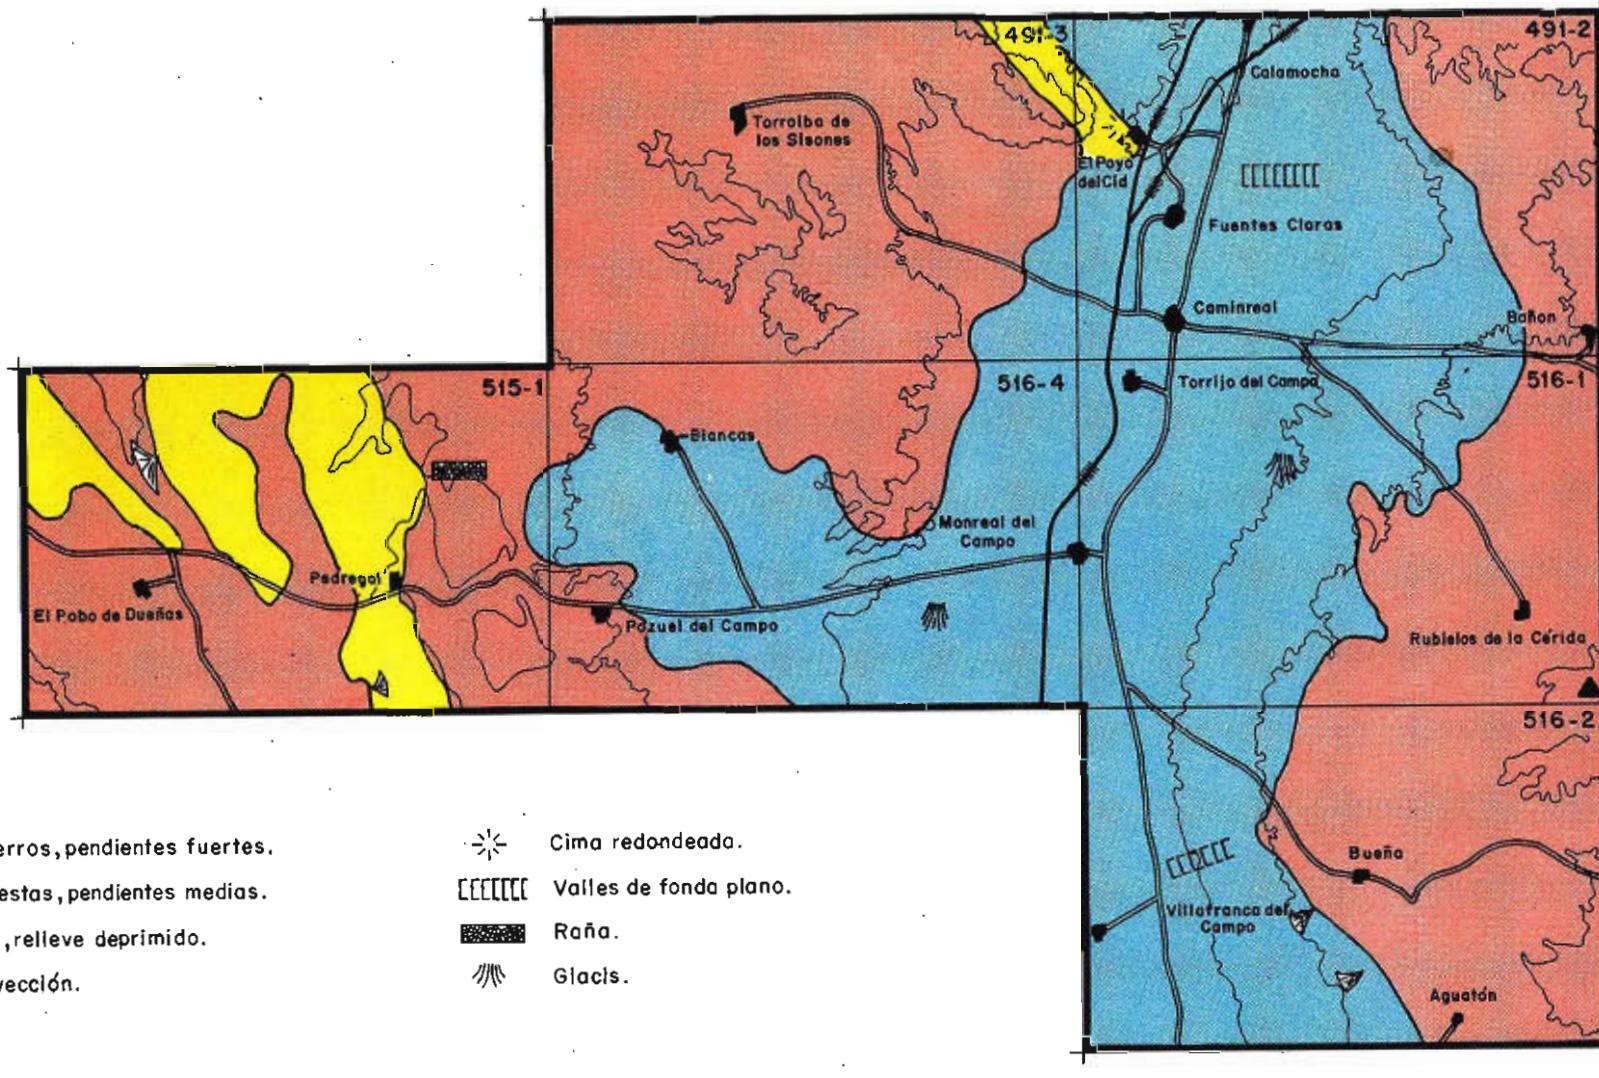 491-3
491-2
Calamocha
Torralba de
los Sisones
El Poyo
del Cid
Fuentes Claras
Caminreal
Bañon
515-1
516-4
Torrijo del Campo
516-1
Blancas
Monreal del
Campo
Pedregal
El Pobo de Dueñas
Pozuel del Campo
Rubielos de la Cérida
516-2
Bueña
Villafranca del
Campo
Aguatón
erros, pendientes fuertes.
estas, pendientes medias.
, relieve deprimido.
yección.
Cima redondeada.
Valles de fonda plano.
Raña.
Glacis.